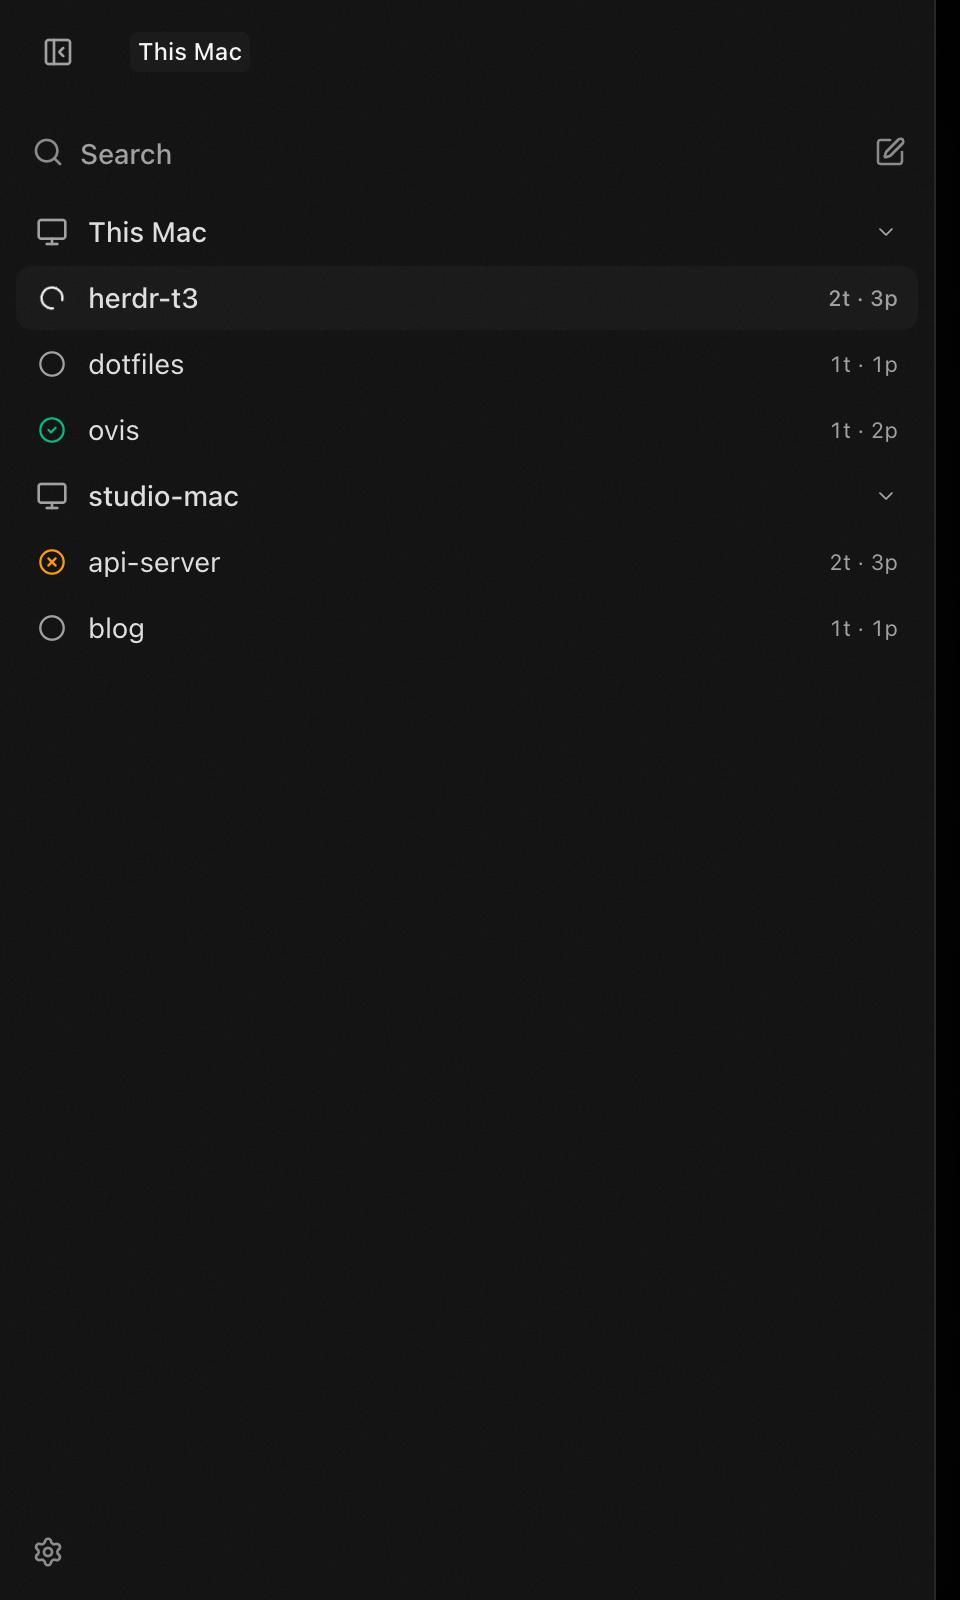 This Mac
Search
This Mac
herdr-t3 2t · 3p
dotfiles 1t · 1p
ovis 1t · 2p
studio-mac
api-server 2t · 3p
blog 1t · 1p